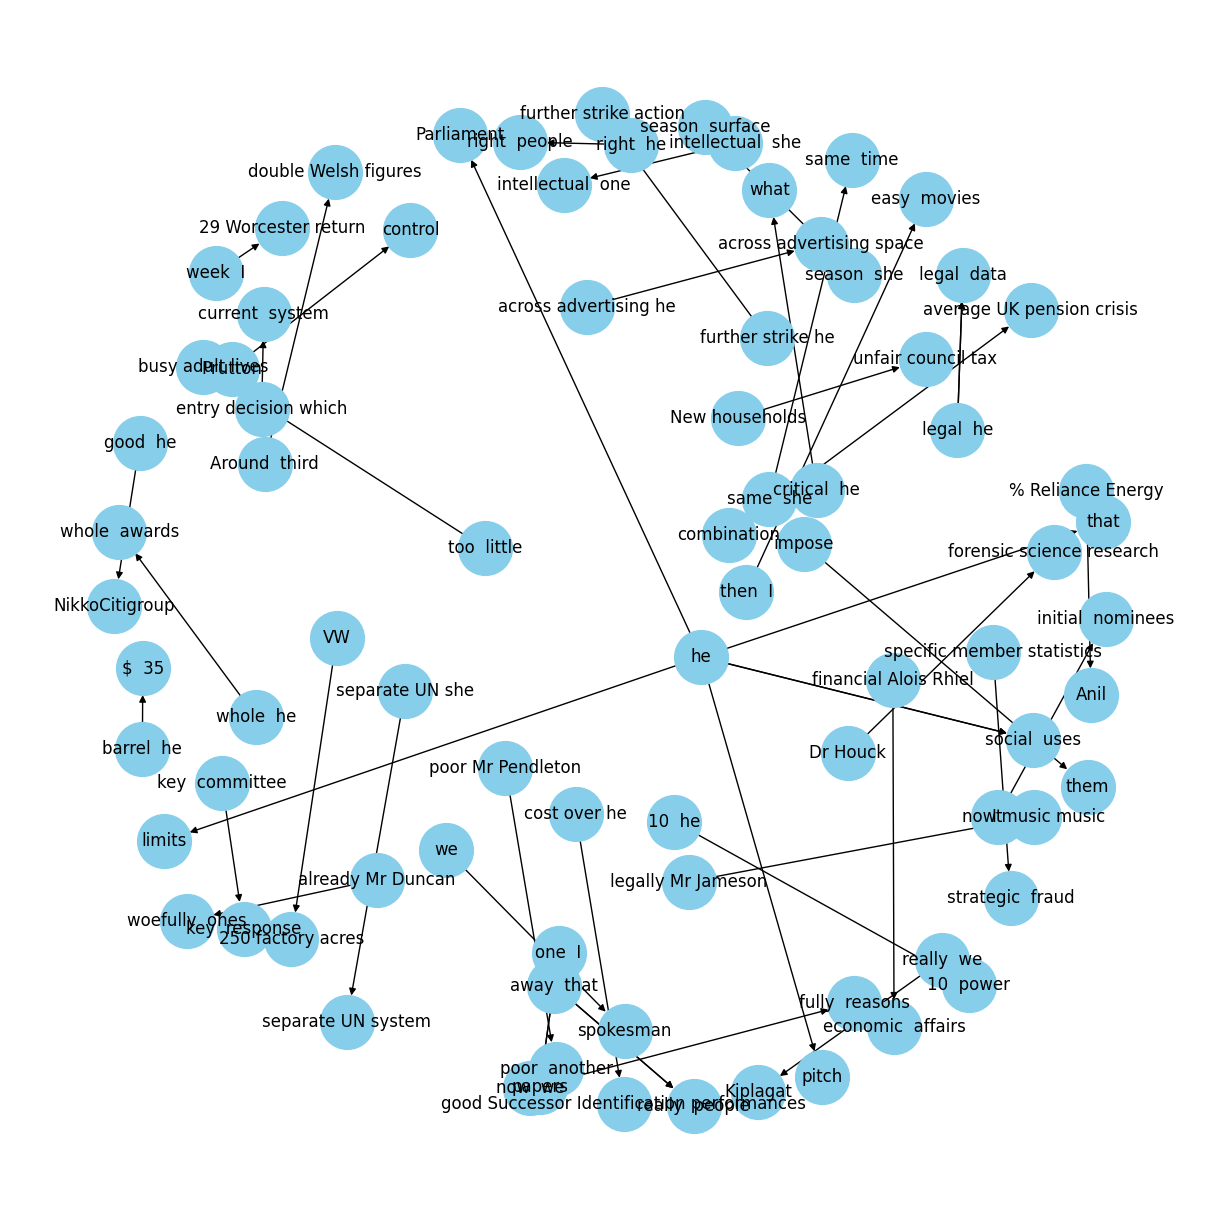 further strike action
Parliament
season  surface
right  people
right  he
intellectual  she
same  time
double Welsh figures
intellectual  one
what
easy  movies
29 Worcester return
control
across advertising space
week  I
season  she
legal  data
across advertising he
average UK pension crisis
current  system
further strike he
unfair council tax
busy adult lives
Prutton
entry decision which
New households
legal  he
good  he
Around  third
critical  he
% Reliance Energy
same  she
that
whole  awards
combination
impose
too  little
forensic science research
then  I
NikkoCitigroup
initial  nominees
VW
specific member statistics
he
$  35
financial Alois Rhiel
separate UN she
Anil
whole  he
social  uses
barrel  he
Dr Houck
poor Mr Pendleton
key  committee
them
cost over he
10  he
music music
limits
we
already Mr Duncan
legally Mr Jameson
strategic  fraud
woefully  ones
key  response
250 factory acres
one  I
really  we
away  that
10  power
fully  reasons
separate UN system
spokesman
economic  affairs
poor  another
pitch
now  we
papers
Kiplagat
good Successor Identification performances
really  people